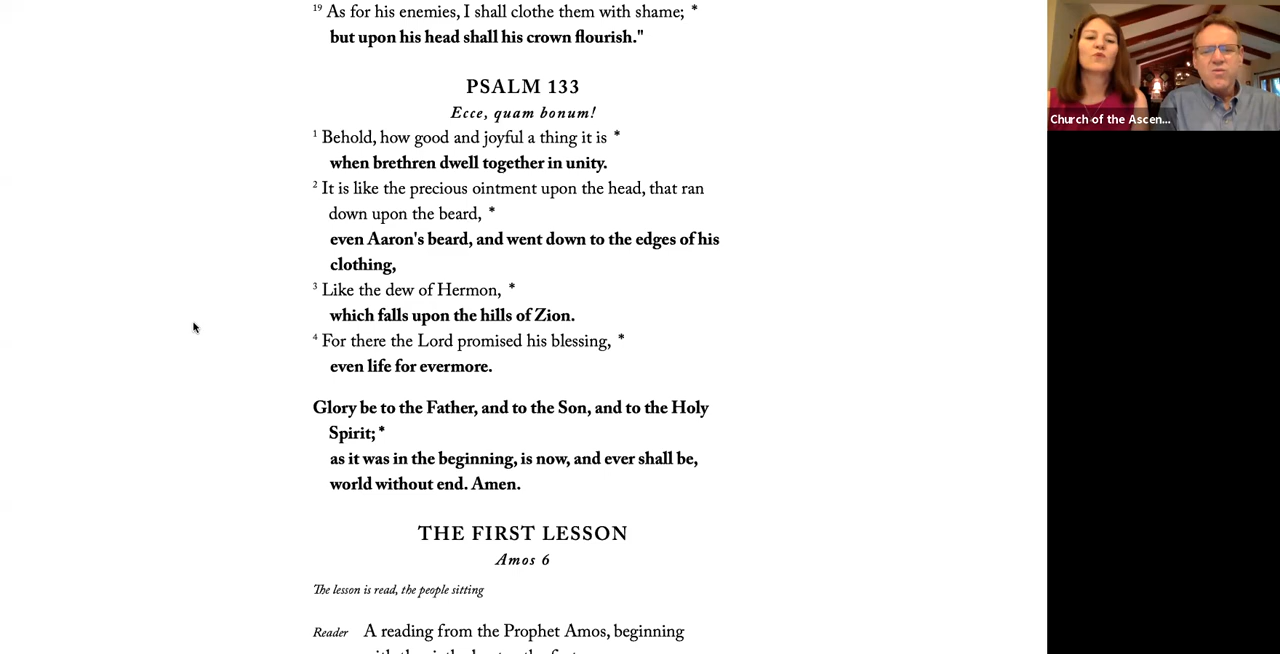 19 As for his enemies, I shall clothe them with shame; *
but upon his head shall his crown flourish."
PSALM 133
Ecce, quam bonum!
1 Behold, how good and joyful a thing it is *
when brethren dwell together in unity.
2 It is like the precious ointment upon the head, that ran
down upon the beard, *
even Aaron's beard, and went down to the edges of his
clothing,
3 Like the dew of Hermon, *
which falls upon the hills of Zion.
4 For there the Lord promised his blessing, *
even life for evermore.
Glory be to the Father, and to the Son, and to the Holy
Spirit; *
as it was in the beginning, is now, and ever shall be,
world without end. Amen.
THE FIRST LESSON
Amos 6
The lesson is read, the people sitting
Reader A reading from the Prophet Amos, beginning
Church of the Ascen...